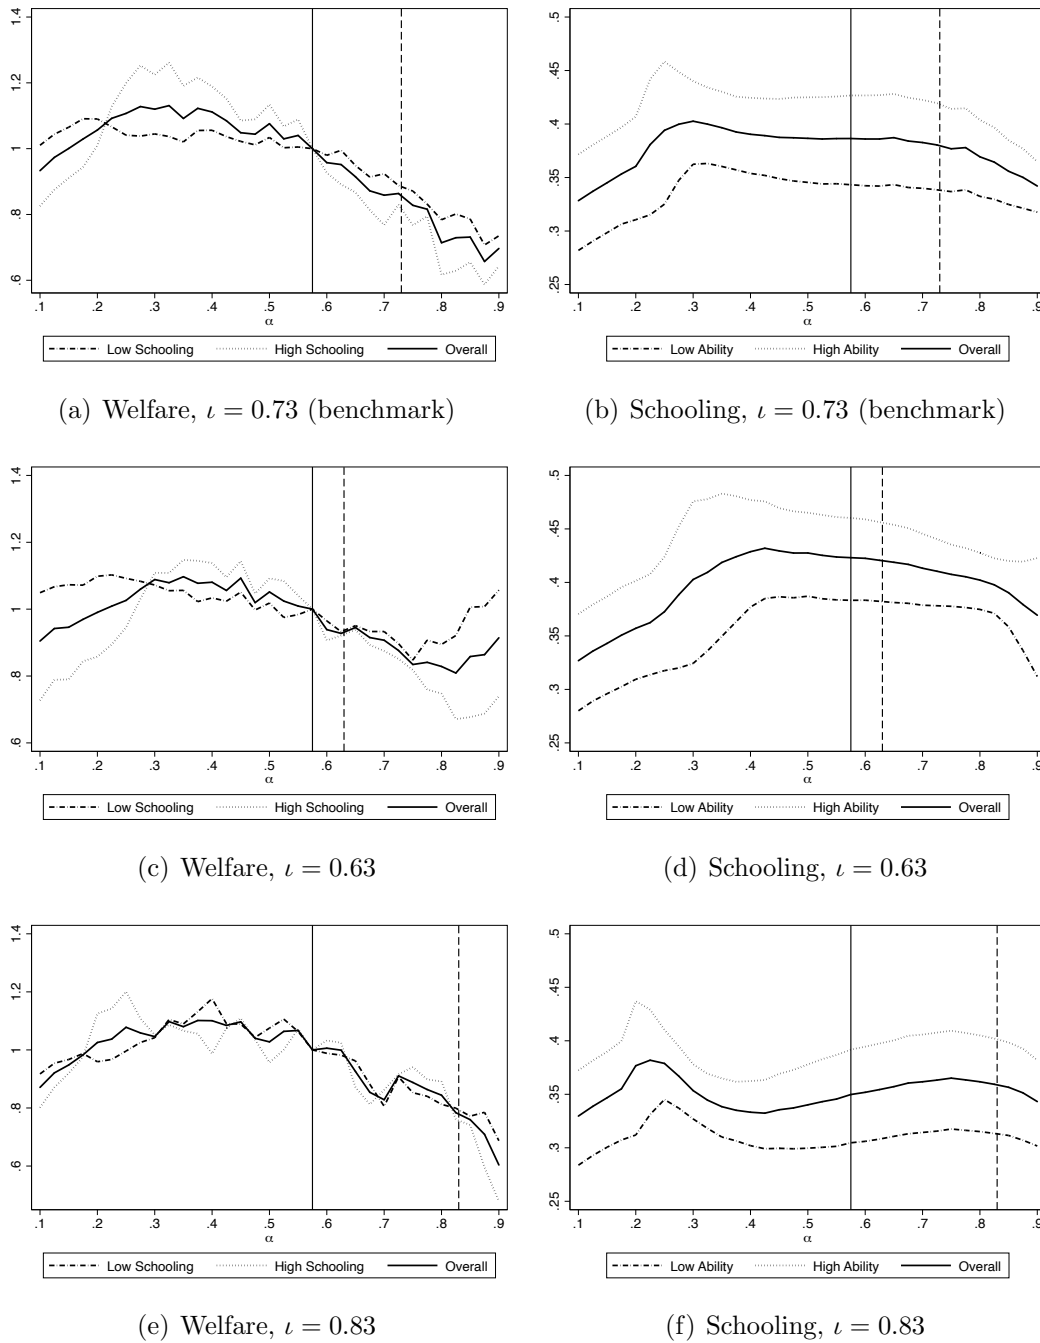 .6 .8 1 1.2 1.4
.1 .2 .3 .4 .5 .6 .7 .8 .9
α
Low Schooling High Schooling Overall
(a) Welfare, ι = 0.73 (benchmark)
.25 .3 .35 .4 .45 .5
.1 .2 .3 .4 .5 .6 .7 .8 .9
α
Low Ability High Ability Overall
(b) Schooling, ι = 0.73 (benchmark)
.6 .8 1 1.2 1.4
.1 .2 .3 .4 .5 .6 .7 .8 .9
α
Low Schooling High Schooling Overall
(c) Welfare, ι = 0.63
.25 .3 .35 .4 .45 .5
.1 .2 .3 .4 .5 .6 .7 .8 .9
α
Low Ability High Ability Overall
(d) Schooling, ι = 0.63
.6 .8 1 1.2 1.4
.1 .2 .3 .4 .5 .6 .7 .8 .9
α
Low Schooling High Schooling Overall
(e) Welfare, ι = 0.83
.25 .3 .35 .4 .45 .5
.1 .2 .3 .4 .5 .6 .7 .8 .9
α
Low Ability High Ability Overall
(f) Schooling, ι = 0.83